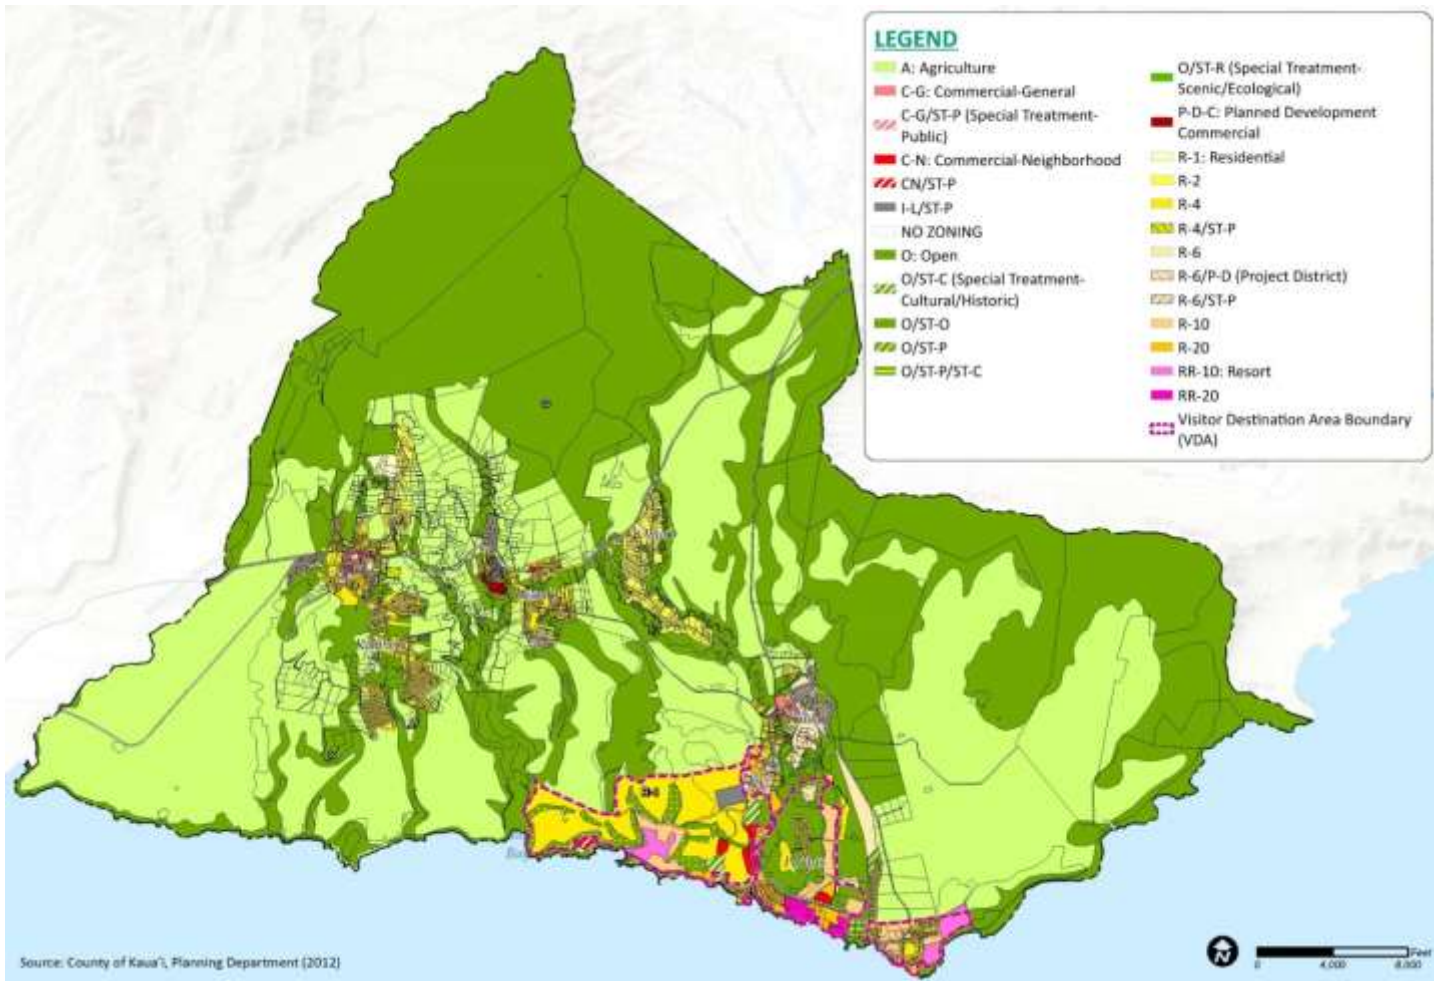 LEGEND
A: Agriculture
C-G: Commercial-General
C-G/ST-P (Special Treatment-
Public)
C-N: Commercial-Neighborhood
CN/ST-P
I-L/ST-P
NO ZONING
O: Open
O/ST-C (Special Treatment-
Cultural/Historic)
O/ST-O
O/ST-P
O/ST-P/ST-C
O/ST-R (Special Treatment-
Scenic/Ecological)
P-D-C: Planned Development
Commercial
R-1: Residential
R-2
R-4
R-4/ST-P
R-6
R-6/P-D (Project District)
R-6/ST-P
R-10
R-20
RR-10: Resort
RR-20
Visitor Destination Area Boundary
(VDA)
Source: County of Kaua'i, Planning Department (2012)
N
Feet
0 4,000 8,000